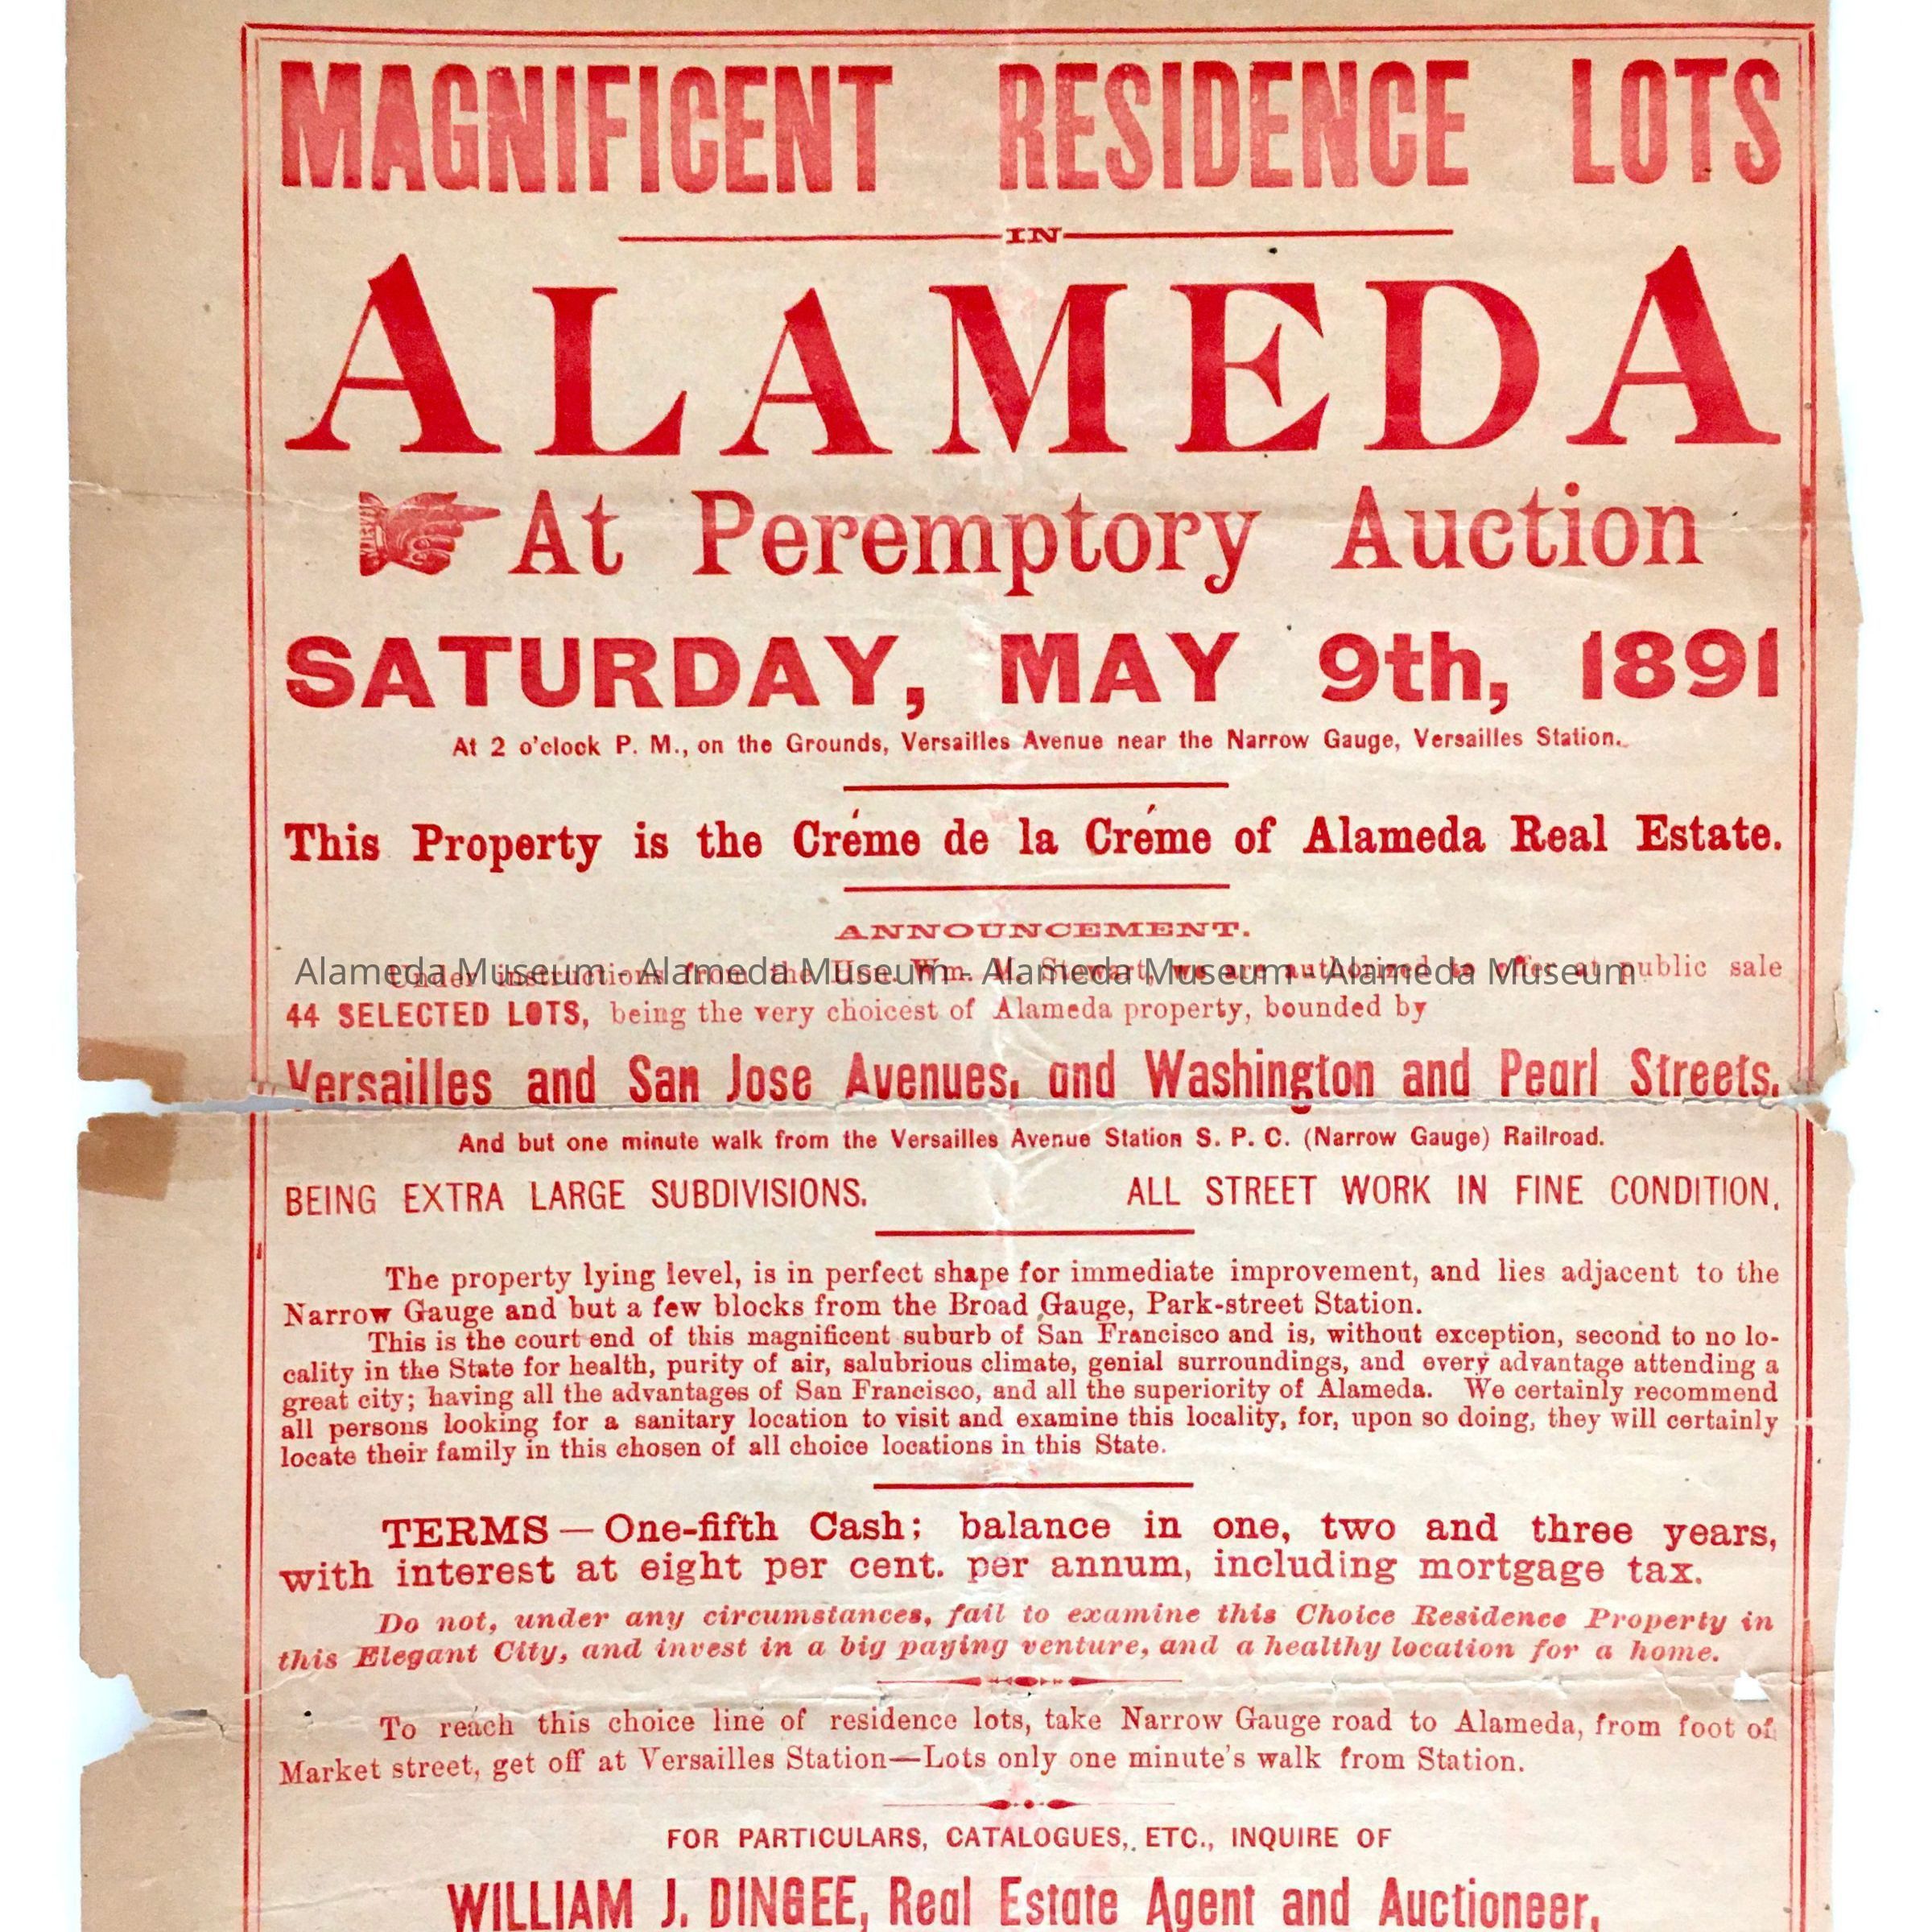 MAGNIFICENT RESIDENCE LOTS
IN
ALAMEDA
At Peremptory Auction
SATURDAY, MAY 9th, 1891
At 2 o'clock P. M., on the Grounds, Versailles Avenue near the Narrow Gauge, Versailles Station.
This Property is the Créme de la Créme of Alameda Real Estate.
ANNOUNCEMENT.
Alameda Museum - Alameda Museum - Alameda Museum - Alameda Museum
Under instructions from the Hon. Wm. M. Stewart, we are authorized to offer at public sale
44 SELECTED LOTS, being the very choicest of Alameda property, bounded by
Versailles and San Jose Avenues, and Washington and Pearl Streets,
And but one minute walk from the Versailles Avenue Station S. P. C. (Narrow Gauge) Railroad.
BEING EXTRA LARGE SUBDIVISIONS. ALL STREET WORK IN FINE CONDITION.
The property lying level, is in perfect shape for immediate improvement, and lies adjacent to the
Narrow Gauge and but a few blocks from the Broad Gauge, Park-street Station.
This is the court end of this magnificent suburb of San Francisco and is, without exception, second to no lo-
cality in the State for health, purity of air, salubrious climate, genial surroundings, and every advantage attending a
great city; having all the advantages of San Francisco, and all the superiority of Alameda. We certainly recommend
all persons looking for a sanitary location to visit and examine this locality, for, upon so doing, they will certainly
locate their family in this chosen of all choice locations in this State.
TERMS — One-fifth Cash; balance in one, two and three years,
with interest at eight per cent. per annum, including mortgage tax.
Do not, under any circumstances, fail to examine this Choice Residence Property in
this Elegant City, and invest in a big paying venture, and a healthy location for a home.
To reach this choice line of residence lots, take Narrow Gauge road to Alameda, from foot of
Market street, get off at Versailles Station—Lots only one minute's walk from Station.
FOR PARTICULARS, CATALOGUES, ETC., INQUIRE OF
WILLIAM J. DINGEE, Real Estate Agent and Auctioneer,